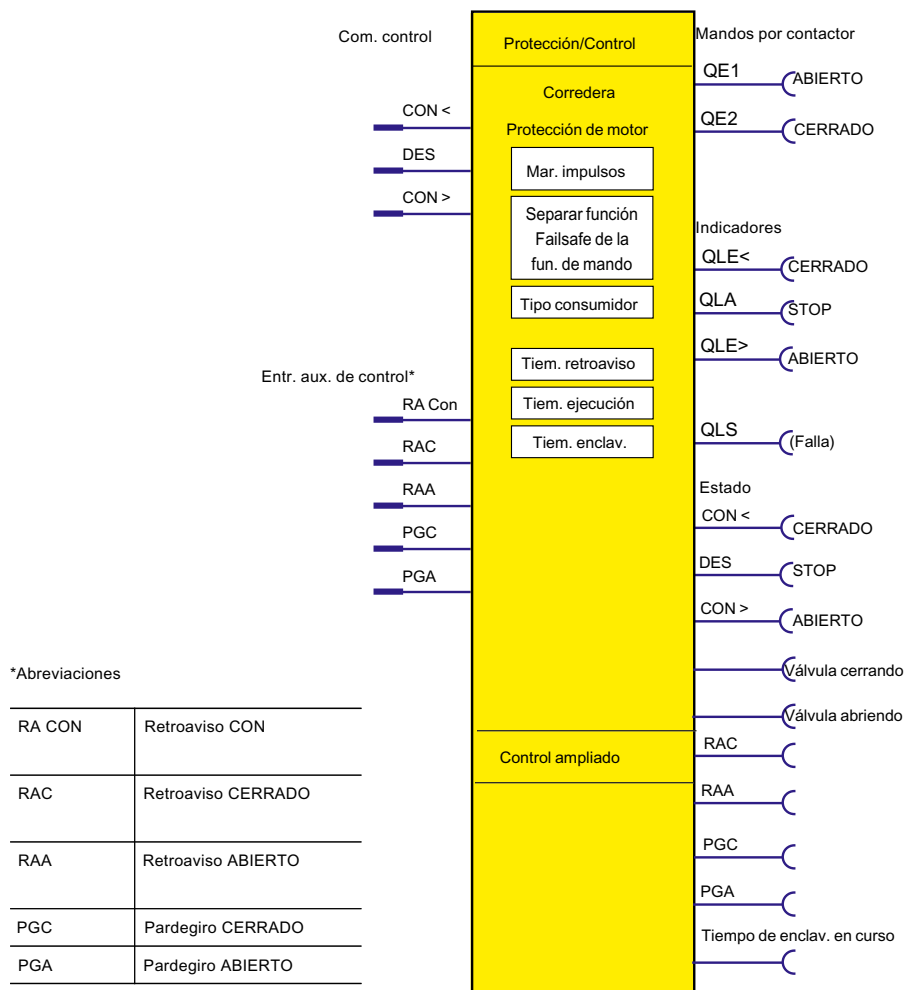 Com. control
CON <
DES
CON >
Entr. aux. de control*
RA Con
RAC
RAA
PGC
PGA
Protección/Control
Corredera
Protección de motor
Mar. impulsos
Separar función
Failsafe de la
fun. de mando
Tipo consumidor
Tiem. retroaviso
Tiem. ejecución
Tiem. enclav.
Control ampliado
Mandos por contactor
QE1 ABIERTO
QE2 CERRADO
Indicadores
QLE< CERRADO
QLA STOP
QLE> ABIERTO
QLS (Falla)
Estado
CON < CERRADO
DES STOP
CON > ABIERTO
Válvula cerrando
Válvula abriendo
RAC
RAA
PGC
PGA
Tiempo de enclav. en curso
*Abreviaciones
RA CON Retroaviso CON
RAC Retroaviso CERRADO
RAA Retroaviso ABIERTO
PGC Pardegiro CERRADO
PGA Pardegiro ABIERTO